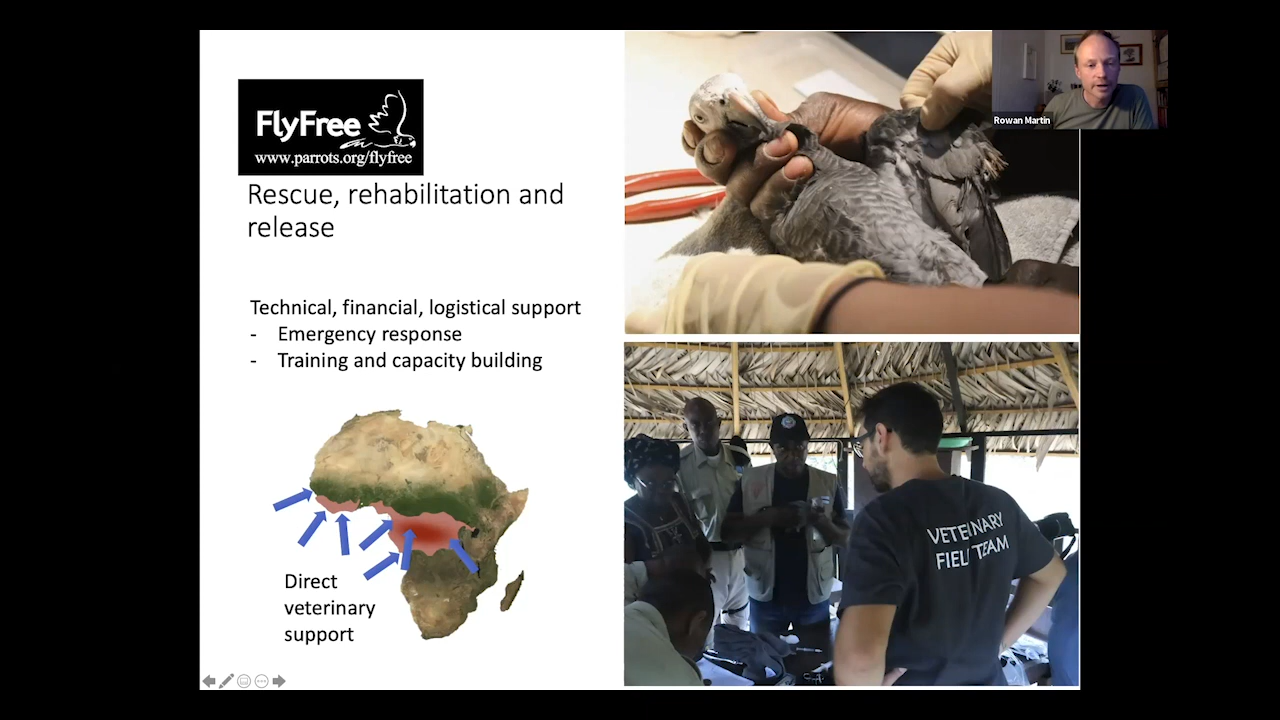 FlyFree
www.parrots.org/flyfree
Rescue, rehabilitation and
release
Technical, financial, logistical support
- Emergency response
- Training and capacity building
Direct
veterinary
support
Rowan Martin
VETERINARY
FIELD TEAM